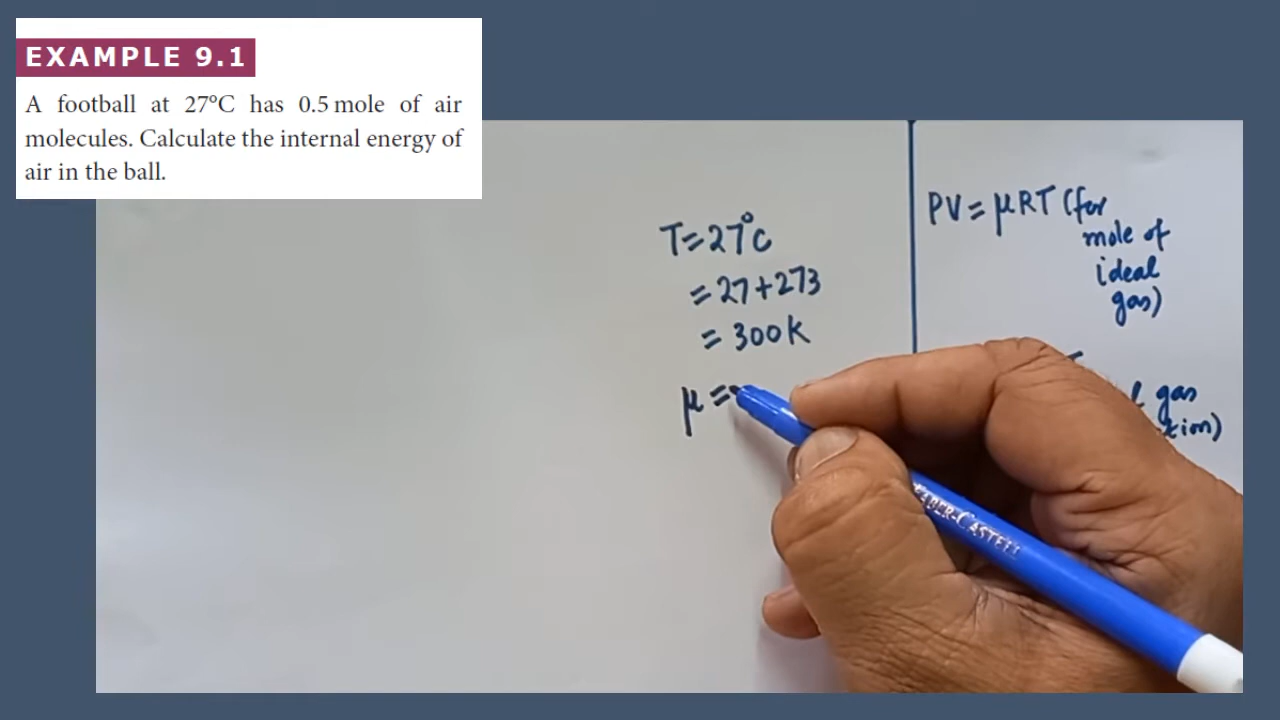 EXAMPLE 9.1
A football at 27°C has 0.5 mole of air
molecules. Calculate the internal energy of
air in the ball.
T=27°C
=27+273
=300K
μ=
PV=μRT (for
mole of
ideal
gas)
gas
FABER-CASTELL